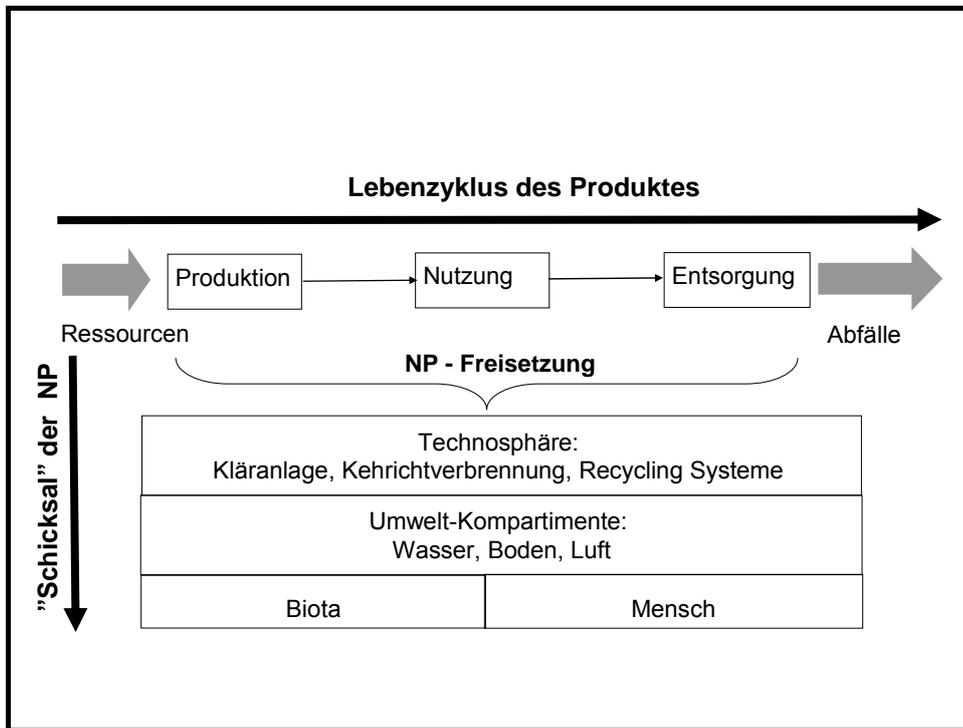 Lebenzyklus des Produktes
Produktion
Nutzung
Entsorgung
Ressourcen
Abfälle
NP - Freisetzung
”Schicksal” der NP
Technosphäre:
Kläranlage, Kehrichtverbrennung, Recycling Systeme
Umwelt-Kompartimente:
Wasser, Boden, Luft
Biota
Mensch